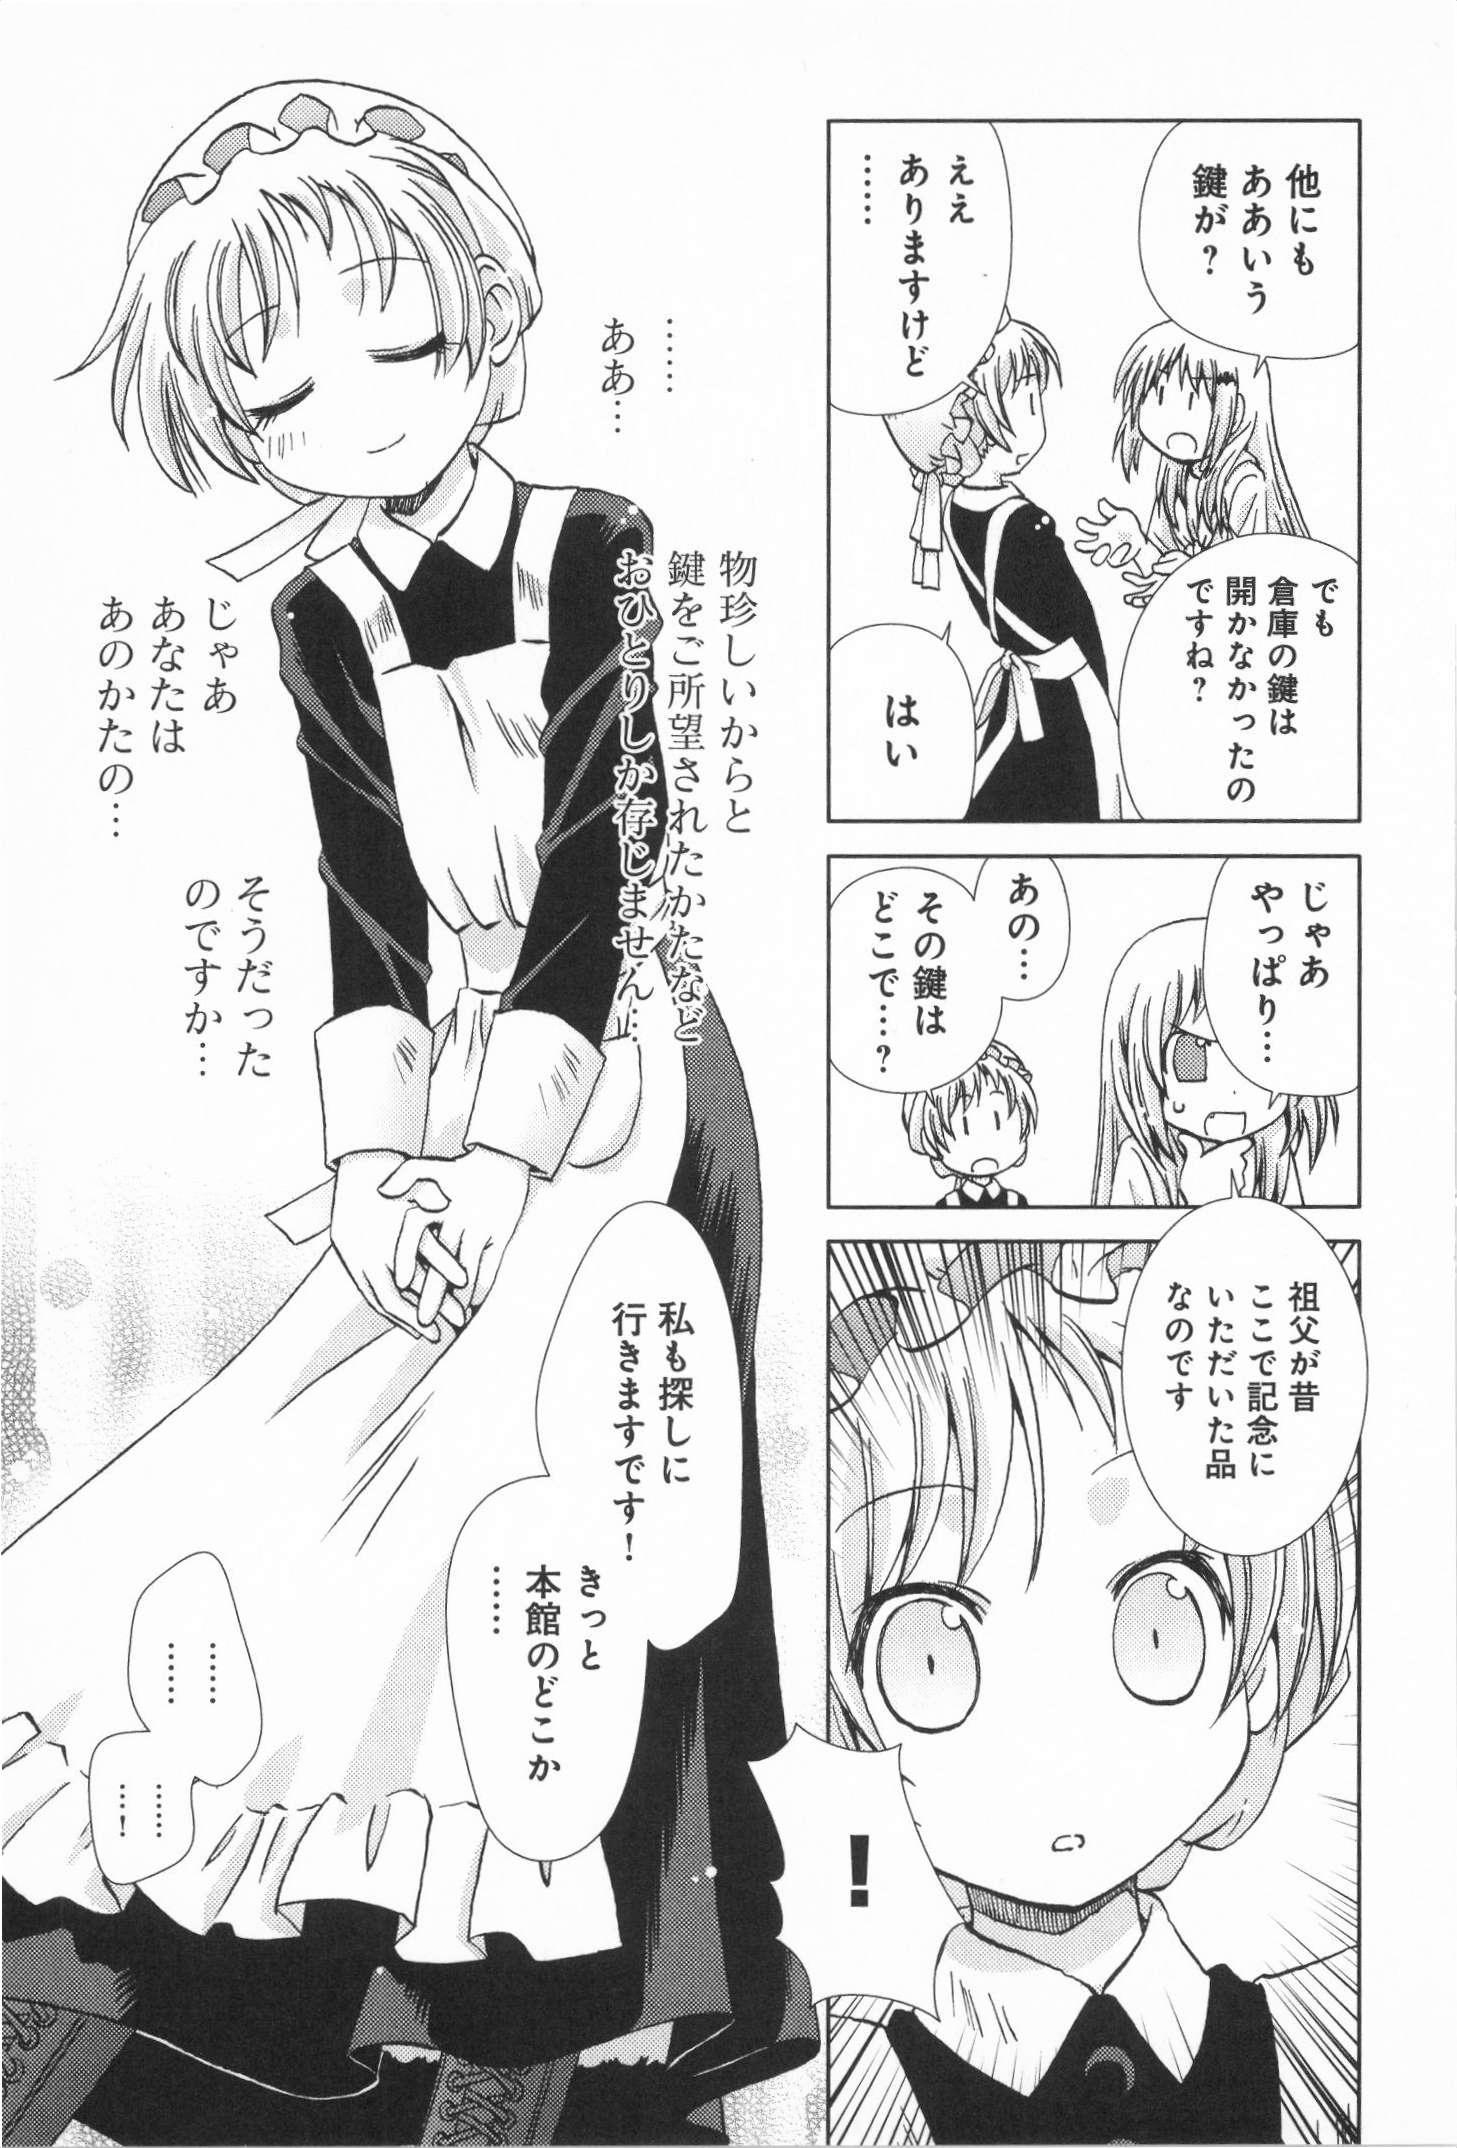 他にも
ああいう
鍵が?
ええ
ありますけど
……
でも
倉庫の鍵は
開かなかったの
ですね?
はい
じゃあ
やっぱり…
あの…
その鍵は
どこで…?
祖父が昔
ここで記念に
いただいた品
なのです
!
……
ああ…
物珍しいからと
鍵をご所望されたかたなど
おひとりしか存じません…
じゃあ
あなたは
あのかたの…
そうだった
のですか…
私も探しに
行きますです!
きっと
本館のどこか
……
……
……
……
…!